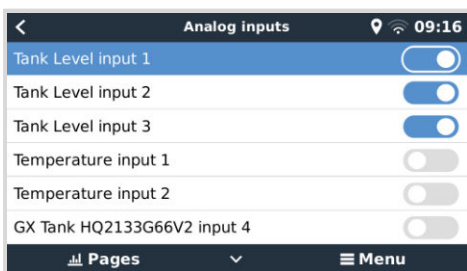 Analog inputs 09:16
Tank Level input 1
Tank Level input 2
Tank Level input 3
Temperature input 1
Temperature input 2
GX Tank HQ2133G66V2 input 4
Pages Menu